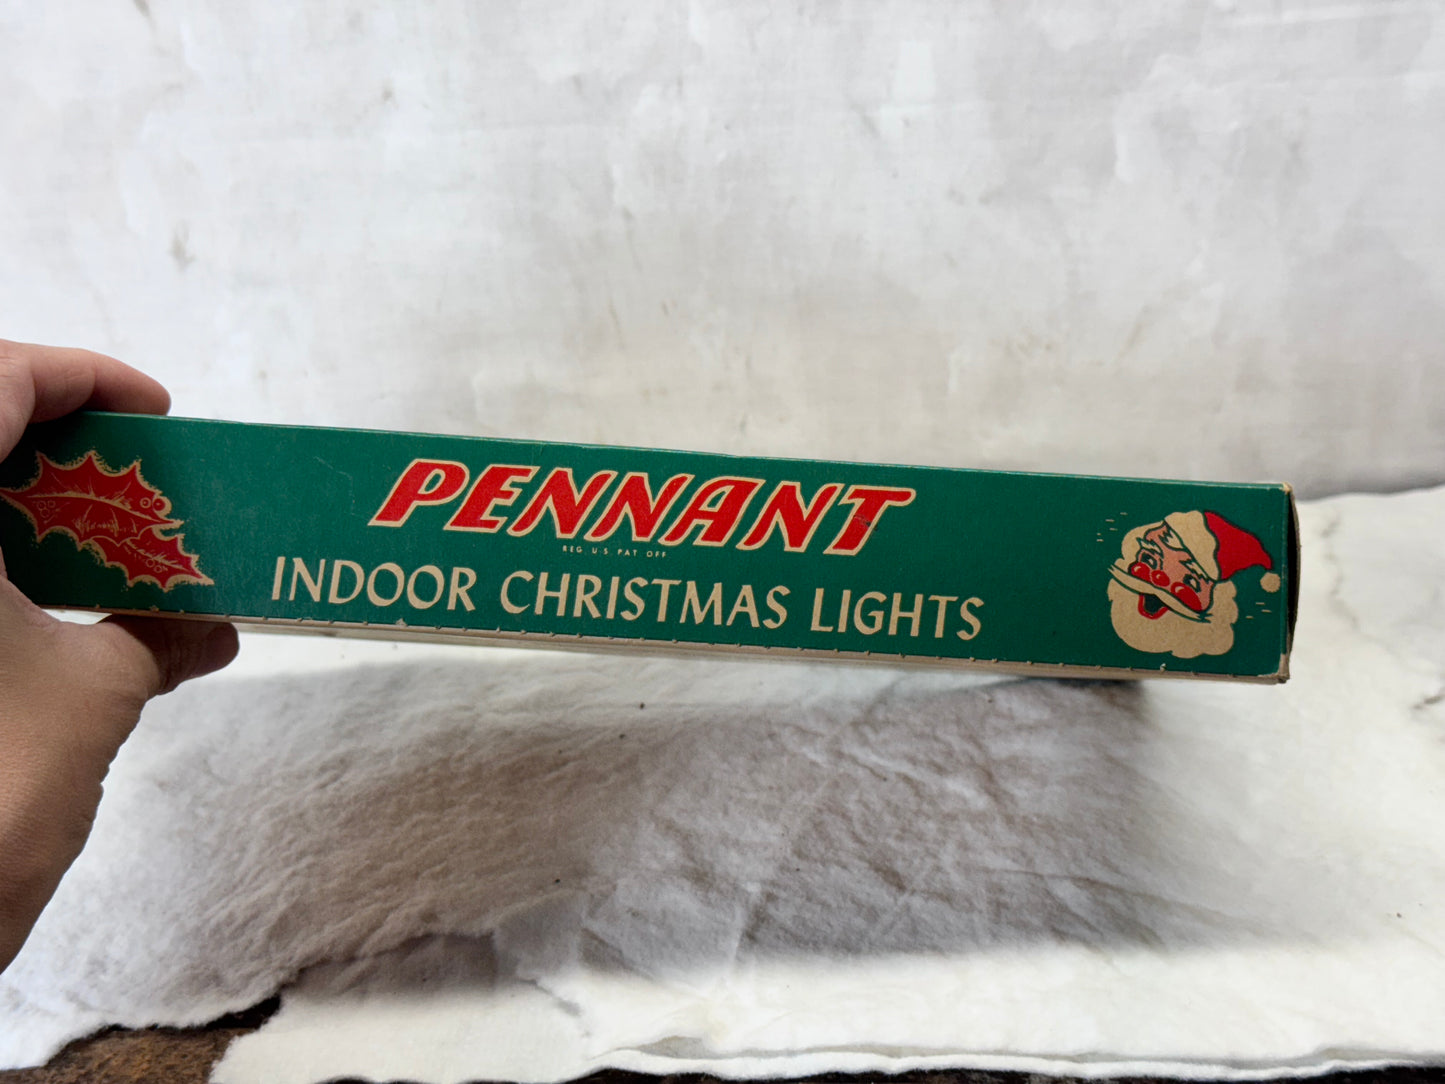 PENNANT
REG U.S. PAT OFF
INDOOR CHRISTMAS LIGHTS